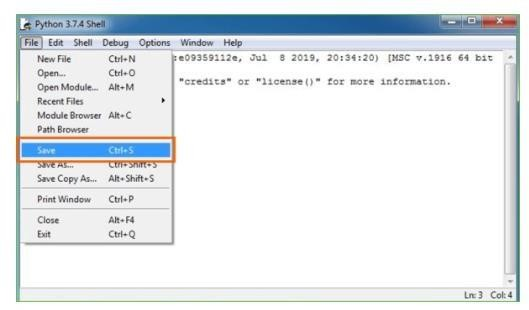 Python 3.7.4 Shell
File Edit Shell Debug Options Window Help
New File Ctrl+N
Open... Ctrl+O
Open Module... Alt+M
Recent Files
Module Browser Alt+C
Path Browser
Save Ctrl+S
Save As... Ctrl+Shift+S
Save Copy As... Alt+Shift+S
Print Window Ctrl+P
Close Alt+F4
Exit Ctrl+Q
:e09359112e, Jul 8 2019, 20:34:20) [MSC v.1916 64 bit
"credits" or "license()" for more information.
Ln: 3 Col: 4